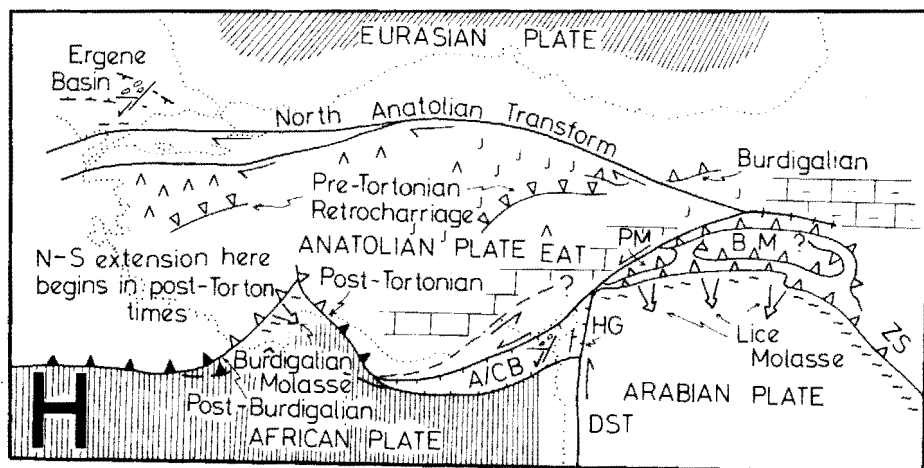 EURASIAN PLATE
Ergene
Basin
North Anatolian Transform
Burdigalian
Pre-Tortonian
Retrocharriage
ANATOLIAN PLATE
EAT
PM
B M ?
N-S extension here
begins in post-Torton
times
Post-Tortonian
?
HG
Lice
Molasse
ZS
Burdigalian
Molasse
Post-Burdigalian
A/CB
ARABIAN PLATE
DST
AFRICAN PLATE
H